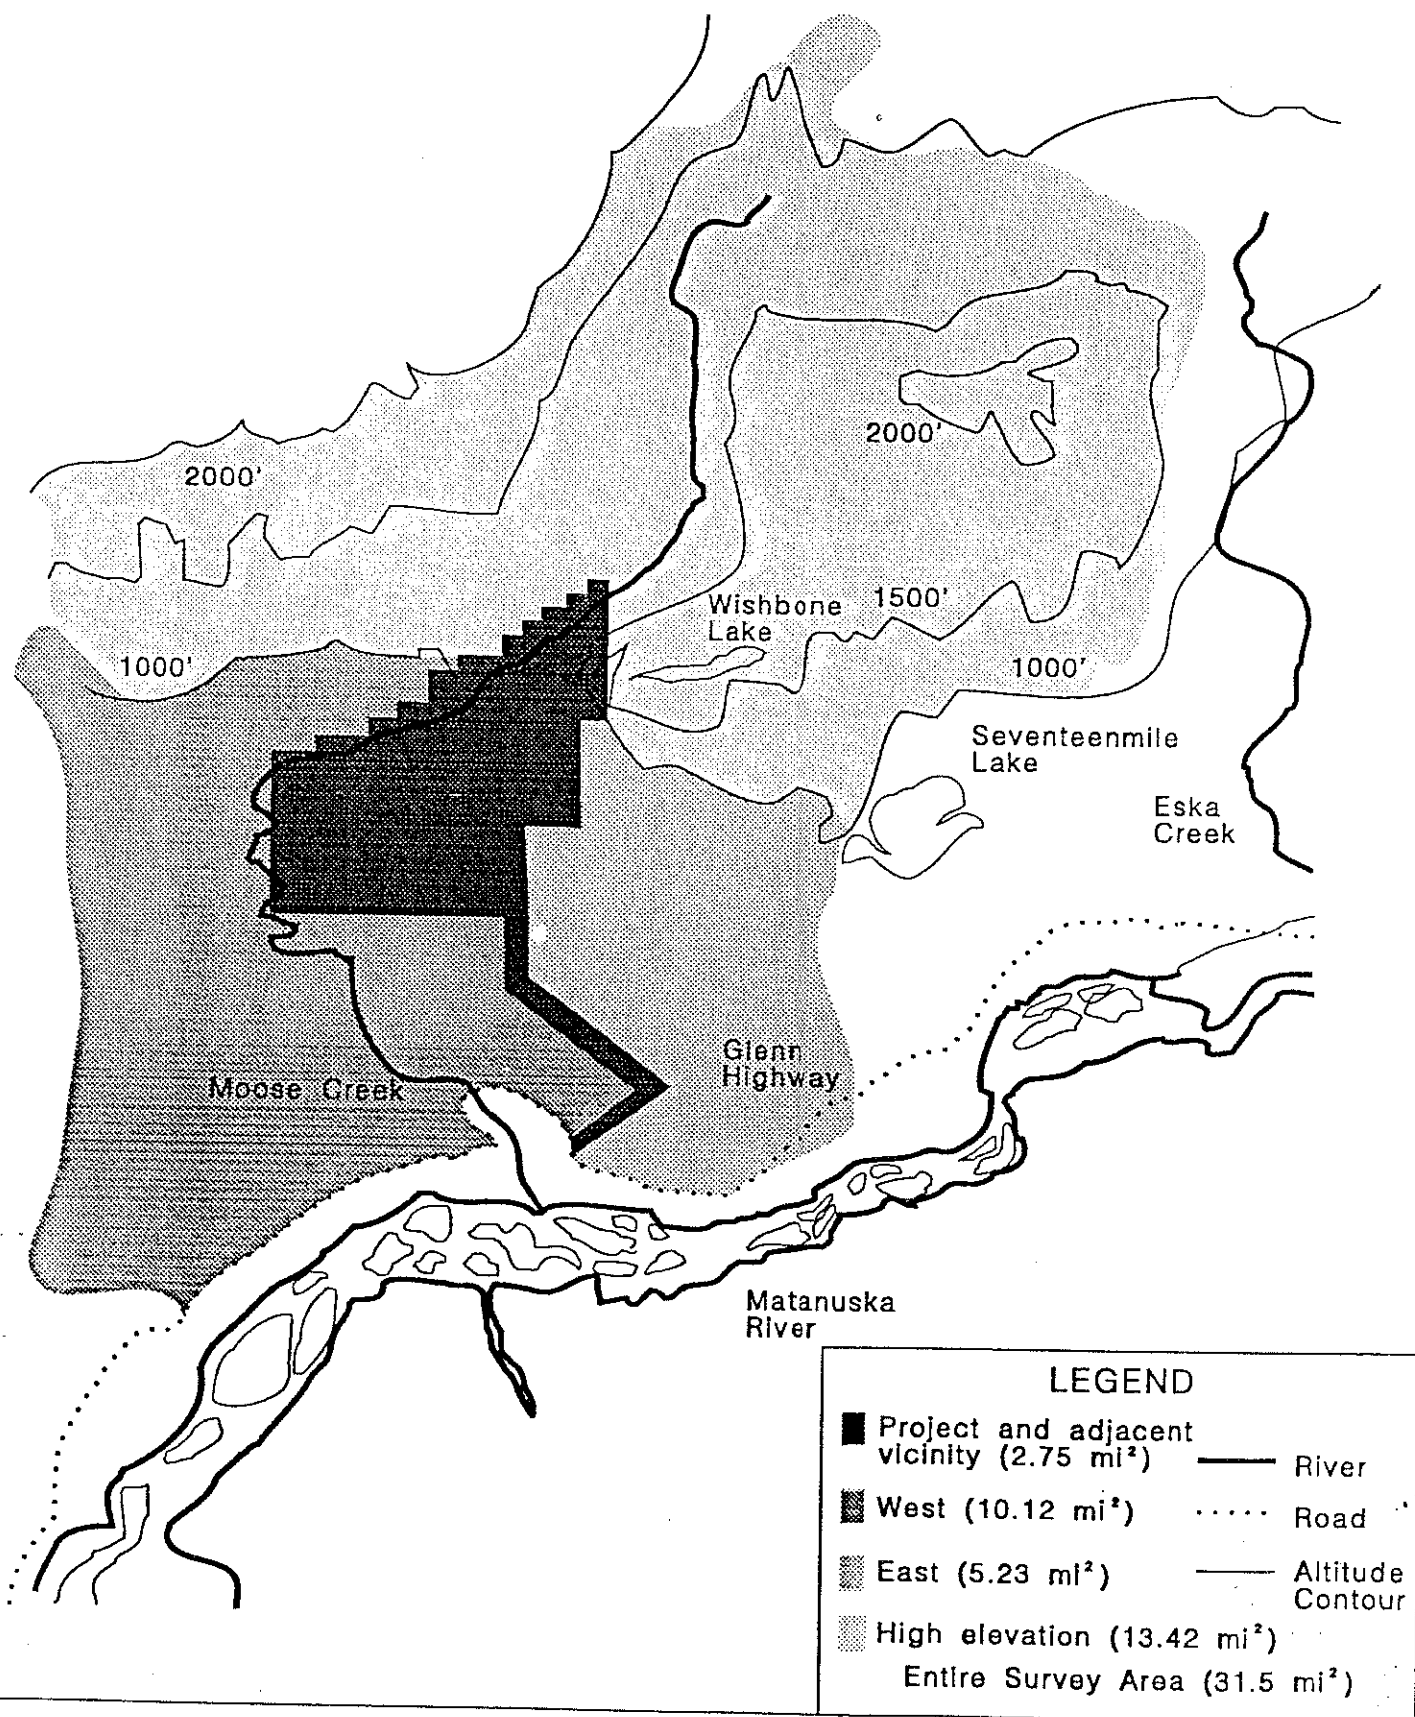 2000'
2000'
Wishbone
Lake
1500'
1000'
1000'
Seventeenmile
Lake
Eska
Creek
Glenn
Highway
Moose Creek
Matanuska
River
LEGEND
Project and adjacent
vicinity (2.75 mi²)
River
West (10.12 mi²)
Road
East (5.23 mi²)
Altitude
Contour
High elevation (13.42 mi²)
Entire Survey Area (31.5 mi²)